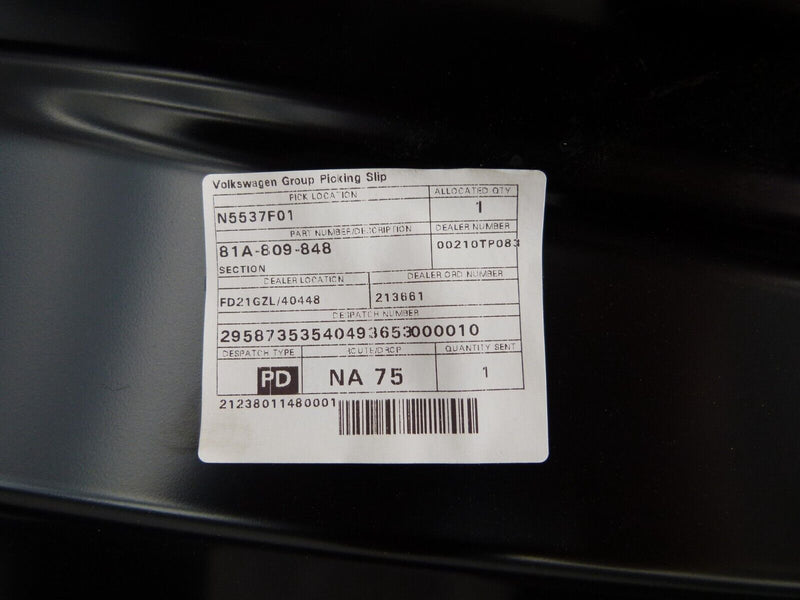 Volkswagen Group Picking Slip
PICK LOCATION
ALLOCATED QTY
N5537F01
1
PART NUMBER/DESCRIPTION
DEALER NUMBER
81A-809-848
00210TP083
SECTION
DEALER LOCATION
DEALER ORD NUMBER
FD21GZL/40448
213661
DESPATCH NUMBER
29587353540493653000010
DESPATCH TYPE
ROUTE/DROP
QUANTITY SENT
PD
NA 75
1
21238011480001